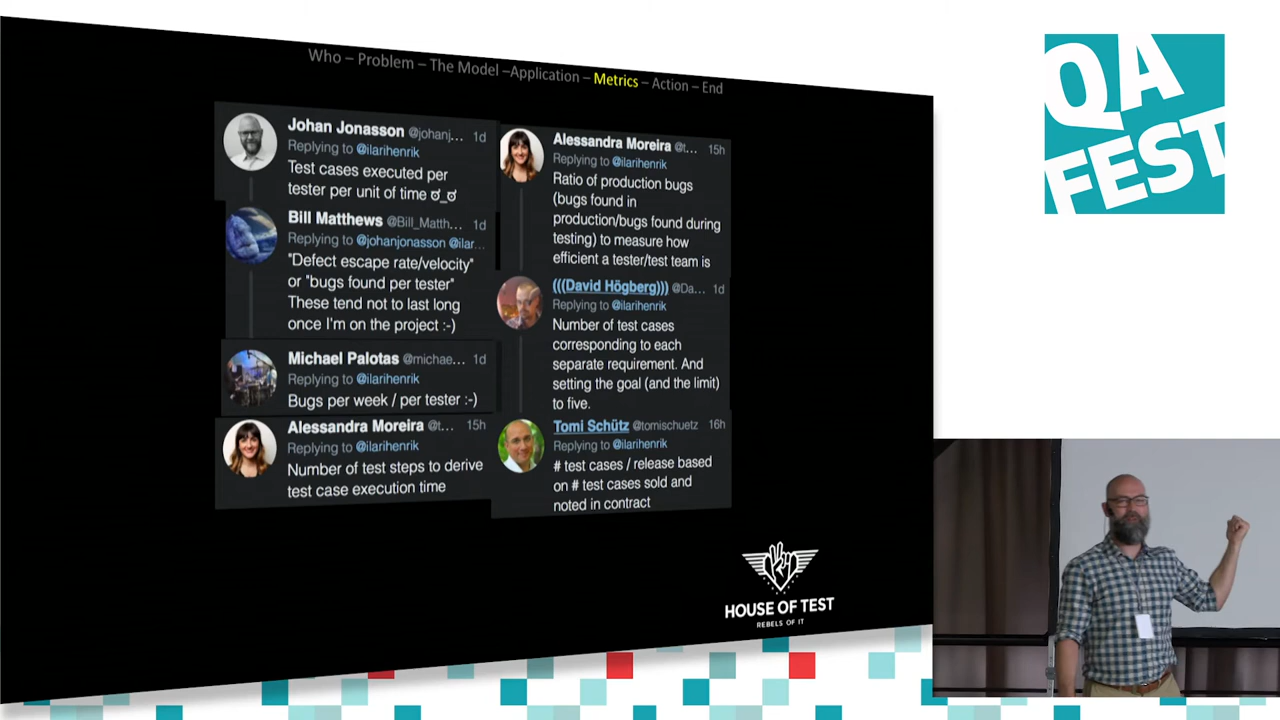 Who – Problem – The Model –Application – Metrics – Action – End
Johan Jonasson @johanj... 1d
Replying to @ilarihenrik
Test cases executed per
tester per unit of time ಠ_ಠ
Bill Matthews @Bill_Matth... 1d
Replying to @johanjonasson @ilar...
"Defect escape rate/velocity"
or "bugs found per tester"
These tend not to last long
once I'm on the project :-)
Michael Palotas @michae... 1d
Replying to @ilarihenrik
Bugs per week / per tester :-)
Alessandra Moreira @t... 15h
Replying to @ilarihenrik
Number of test steps to derive
test case execution time
Alessandra Moreira @t... 15h
Replying to @ilarihenrik
Ratio of production bugs
(bugs found in
production/bugs found during
testing) to measure how
efficient a tester/test team is
(((David Högberg))) @Da... 1d
Replying to @ilarihenrik
Number of test cases
corresponding to each
separate requirement. And
setting the goal (and the limit)
to five.
Tomi Schütz @tomischuetz 16h
Replying to @ilarihenrik
# test cases / release based
on # test cases sold and
noted in contract
HOUSE OF TEST
REBELS OF IT
QA
FEST